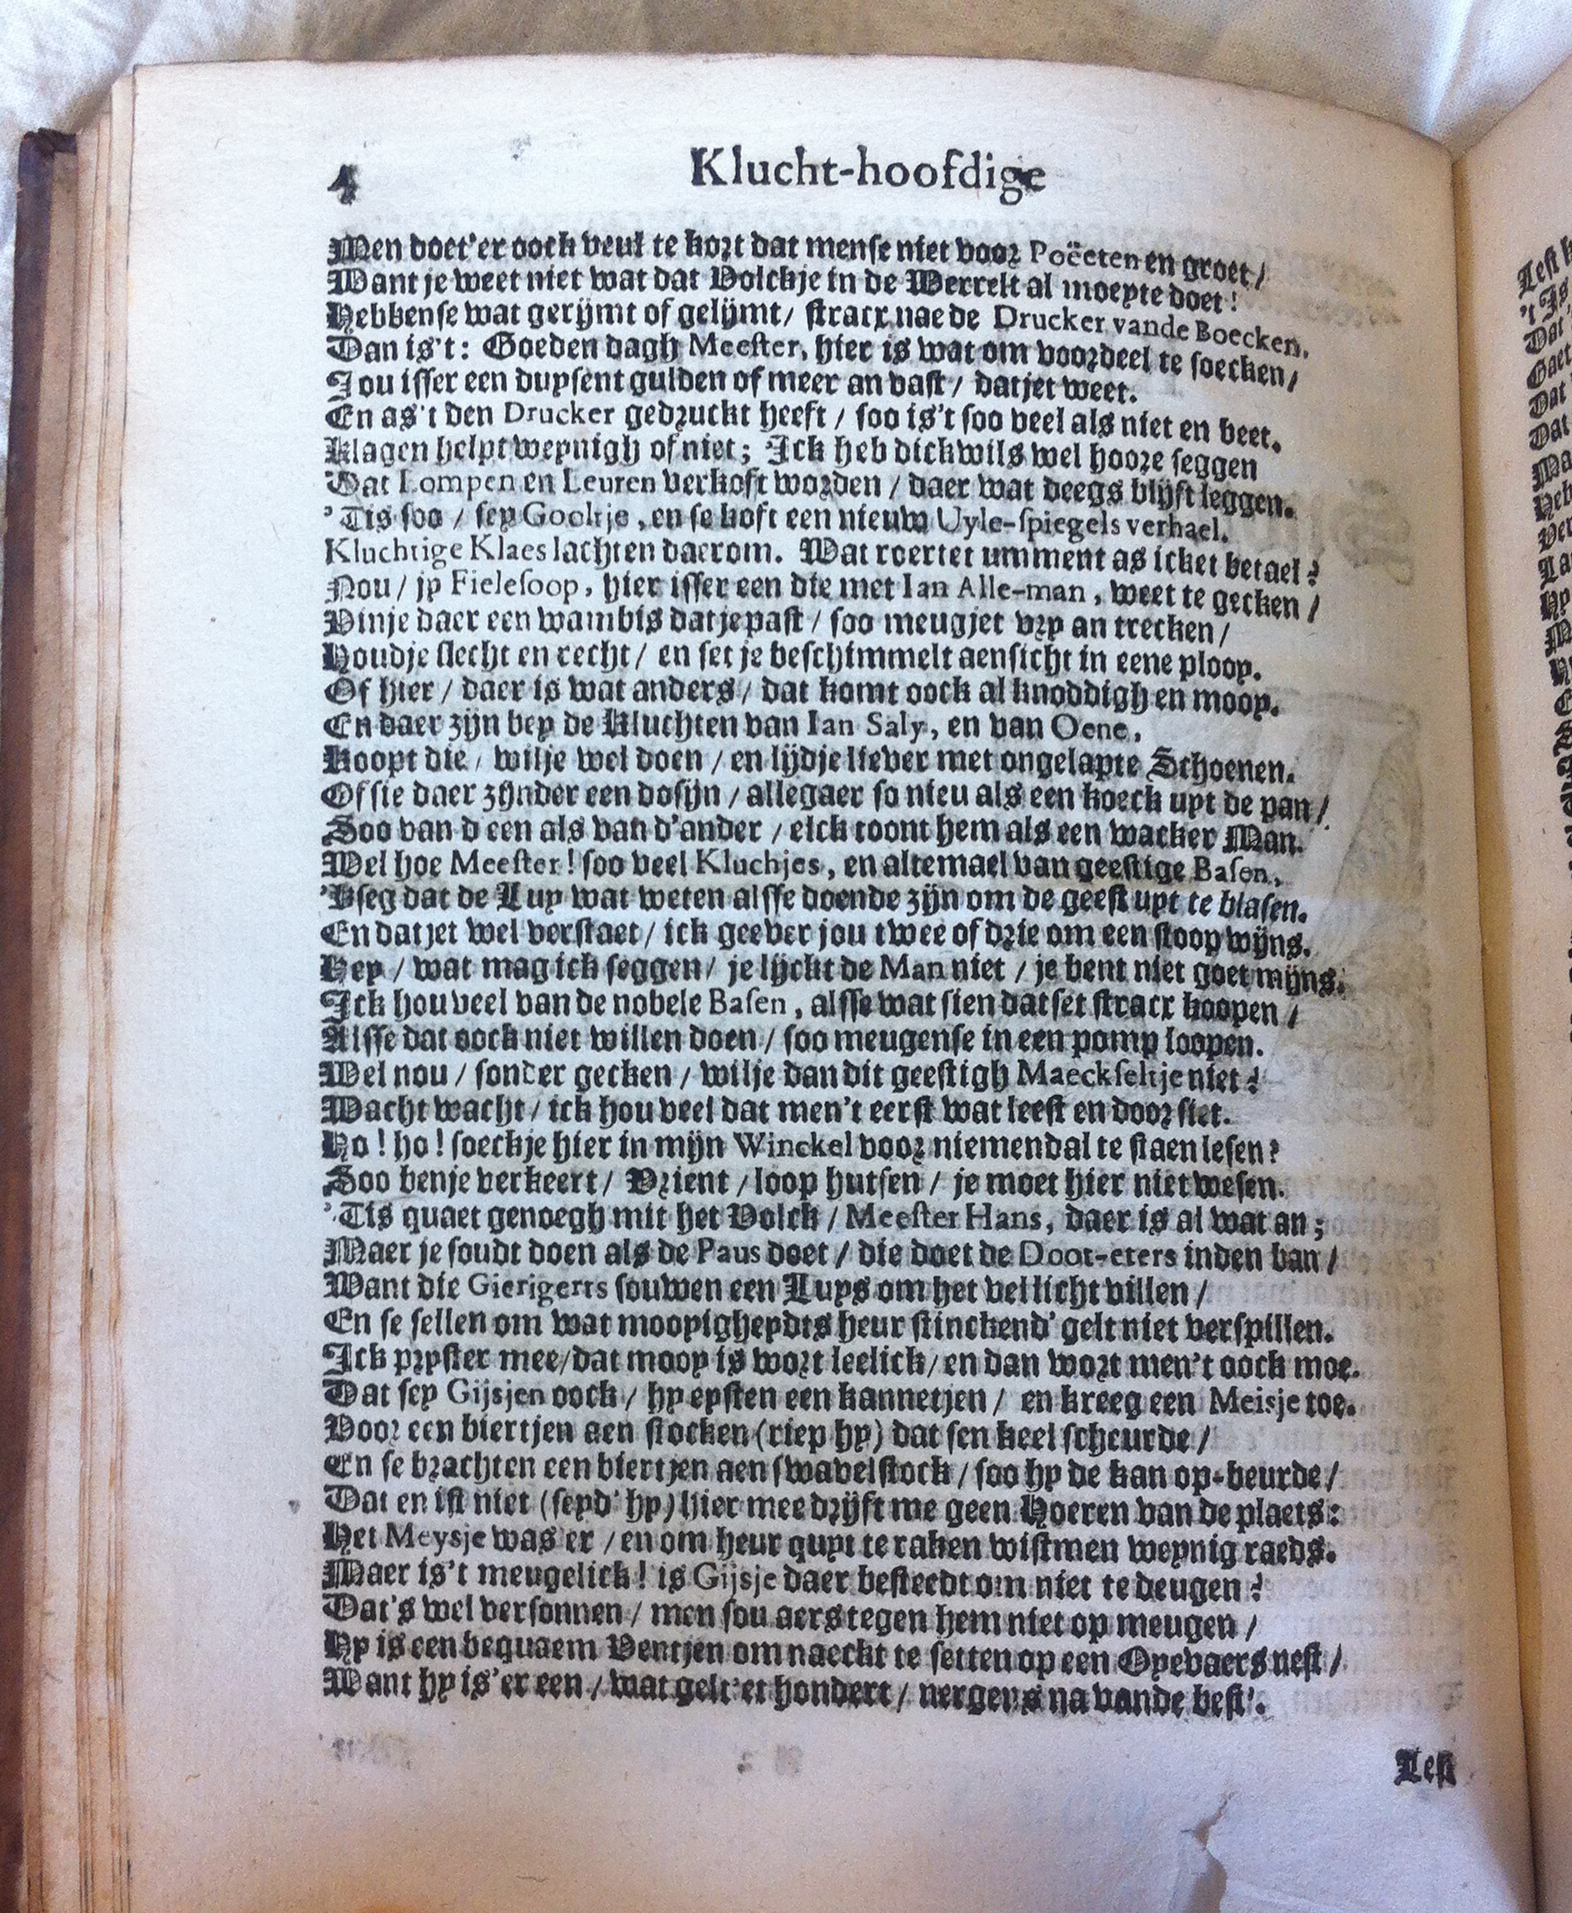 4 Klucht-hoofdige
Men doet'er oock veul te kort dat mense niet voor Poëeten en groet /
Want je weet niet wat dat Volckje in de Werrelt al moeyte doet!
Hebbense wat gerijmt of gelijmt / stracx nae de Drucker vande Boecken.
Dan is't: Goeden dagh Meester, hier is wat om voordeel te soecken /
Jou isser een duysent gulden of meer an vast / datjet weet.
En as't den Drucker gedruckt heeft / soo is't soo veel als niet en beet.
Klagen helpt weynigh of niet; Ick heb dickwils wel hoore seggen
Dat Lompen en Leuren verkoft worden / daer wat deegs blijft leggen.
'Tis soo / sey Gooltje, en se koft een nieuw Uyle-spiegels verhael.
Kluchtige Klaes lachten daerom. Wat roertet umment as icket betael?
Nou / jy Fielesoop, hier isser een die met Ian Alle-man, weet te gecken /
Vinje daer een wambis datjepast / soo meugjet vry an trecken /
Houdje slecht en recht / en set je beschimmelt aensicht in eene ploop.
Of hier / daer is wat anders / dat komt oock al knoddigh en mooy.
En daer zijn bey de Kluchten van Ian Saly, en van Oene,
Koopt die / wilje wel doen / en lijdje liever met ongelapte Schoenen.
Of sie daer zijnder een dosijn / allegaer so nieu als een koeck uyt de pan /
Soo van d een als van d'ander / elck toont hem als een wacker Man.
Wel hoe Meester! soo veel Kluchjes, en altemael van geestige Basen,
'Kseg dat de Luy wat weten alsse doende zijn om de geest uyt te blasen.
En datjet wel verstaet / ick geever jou twee of drie om een stoop wijns.
Hey / wat mag ick seggen / je lijckt de Man niet / je bent niet goet mijns.
Ick hou veel van de nobele Basen, alsse wat sien datset stracx koopen /
Alsse dat oock niet willen doen / soo meugense in een pomp loopen.
Wel nou / sonder gecken / wilje dan dit geestigh Maeckseltje niet?
Wacht wacht / ick hou veel dat men't eerst wat leest en door siet.
Ho! ho! soeckje hier in mijn Winckel voor niemendal te staen lesen?
Soo benje verkeert / Vrient / loop hutsen / je moet hier niet wesen.
'Tis quaet genoegh mit het Volck / Meester Hans, daer is al wat an;
Maer je soudt doen als de Paus doet / die doet de Doot-eters inden ban /
Want die Gierigerts souwen een Luys om het vel licht villen /
En se sellen om wat mooyigheydts heur stinckend' gelt niet verspillen.
Ick pryster mee / dat mooy is wort leelick / en dan wort men't oock moe.
Dat sey Gijsjen oock / hy eysten een kannetjen / en kreeg een Meisje toe.
Voor een biertjen aen stocken (riep hy) dat sen keel scheurde /
En se brachten een biertjen aen swavelstock / soo hy de kan op-beurde /
Dat en ist niet (seyd' hy) hier mee drijft me geen Hoeren van de plaets:
Het Meysje was er / en om heur quyt te raken wistmen weynig raeds.
Maer is't meugelick! is Gijsje daer besteedt om niet te deugen?
Dat's wel versonnen / men sou aers tegen hem niet op meugen /
Hy is een bequaem Ventjen om naeckt te setten op een Oyevaers nest /
Want hy is'er een / wat gelt'et hondert / nergens na vande best'.
Lest